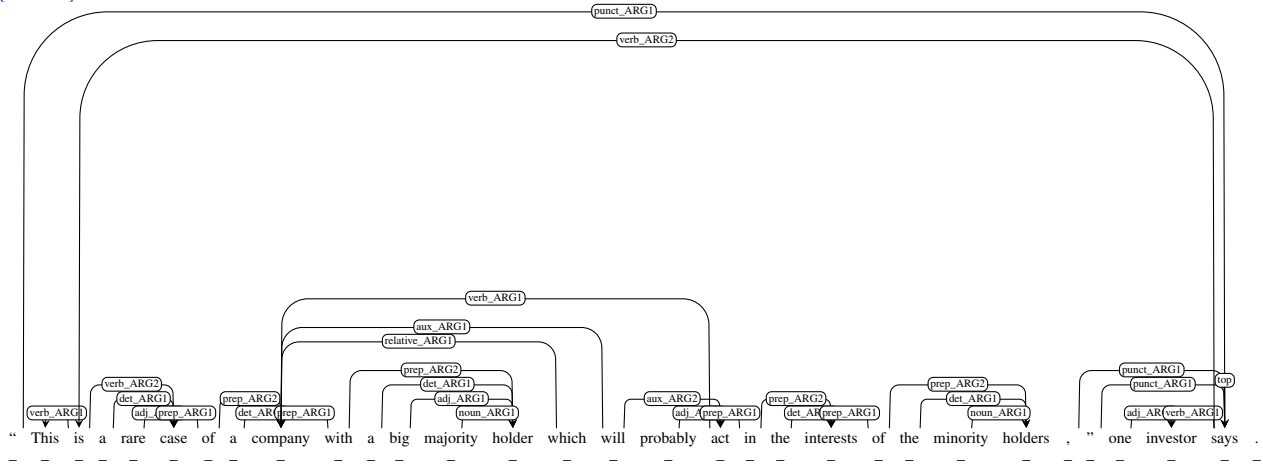 punct_ARG1
verb_ARG2
verb_ARG1
aux_ARG1
relative_ARG1
prep_ARG2 prep_ARG2 punct_ARG1
verb_ARG2 det_ARG1 prep_ARG2 punct_ARG1 top
det_ARG1 prep_ARG2 adj_ARG1 aux_ARG2 prep_ARG2 det_ARG1
verb_ARG1 prep_ARG1 prep_ARG1 noun_ARG1 prep_ARG1 prep_ARG1 noun_ARG1 verb_ARG1
“ This is a rare case of a company with a big majority holder which will probably act in the interests of the minority holders , ” one investor says .